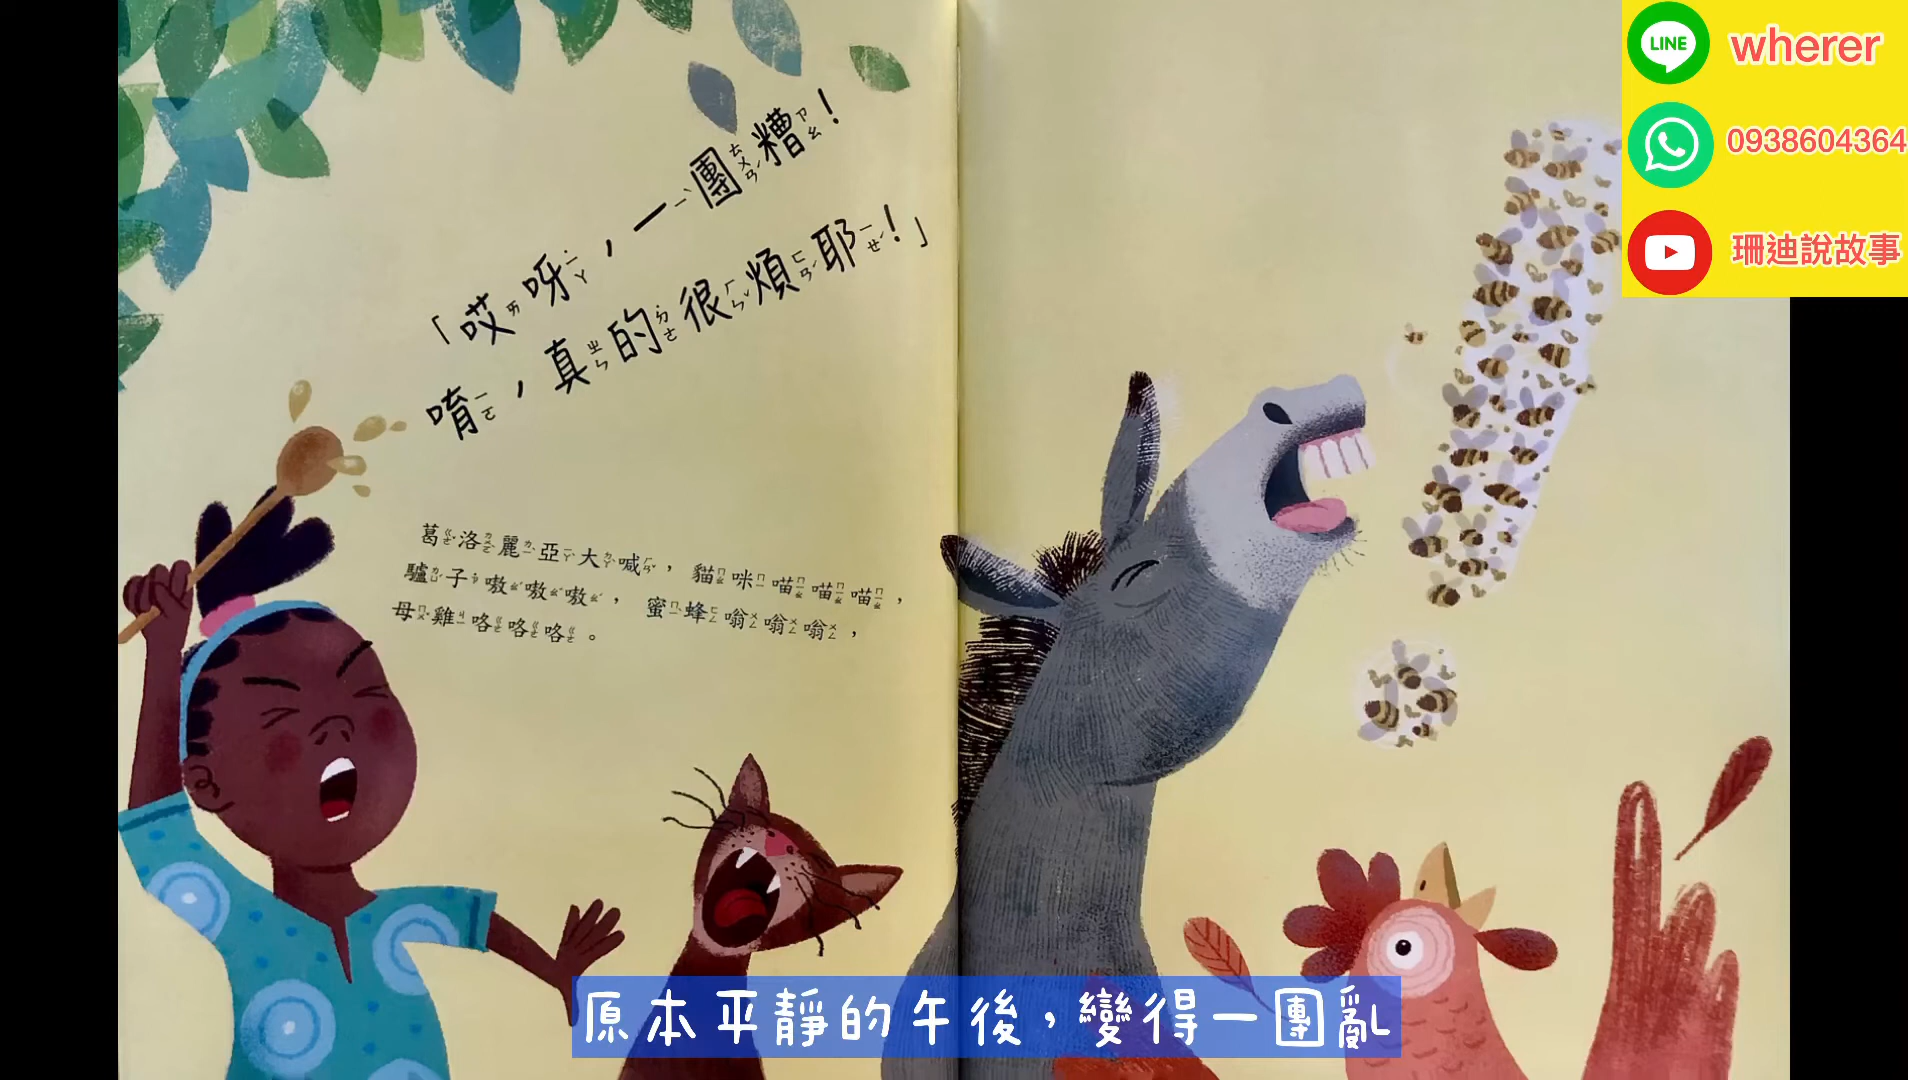 「哎呀，一團糟！
唷，真的很煩耶！」
葛洛麗亞大喊，貓咪喵喵喵，
驢子嗷嗷嗷，蜜蜂嗡嗡嗡，
母雞咯咯咯。
LINE
wherer
0938604364
珊迪說故事
原本平靜的午後，變得一團亂